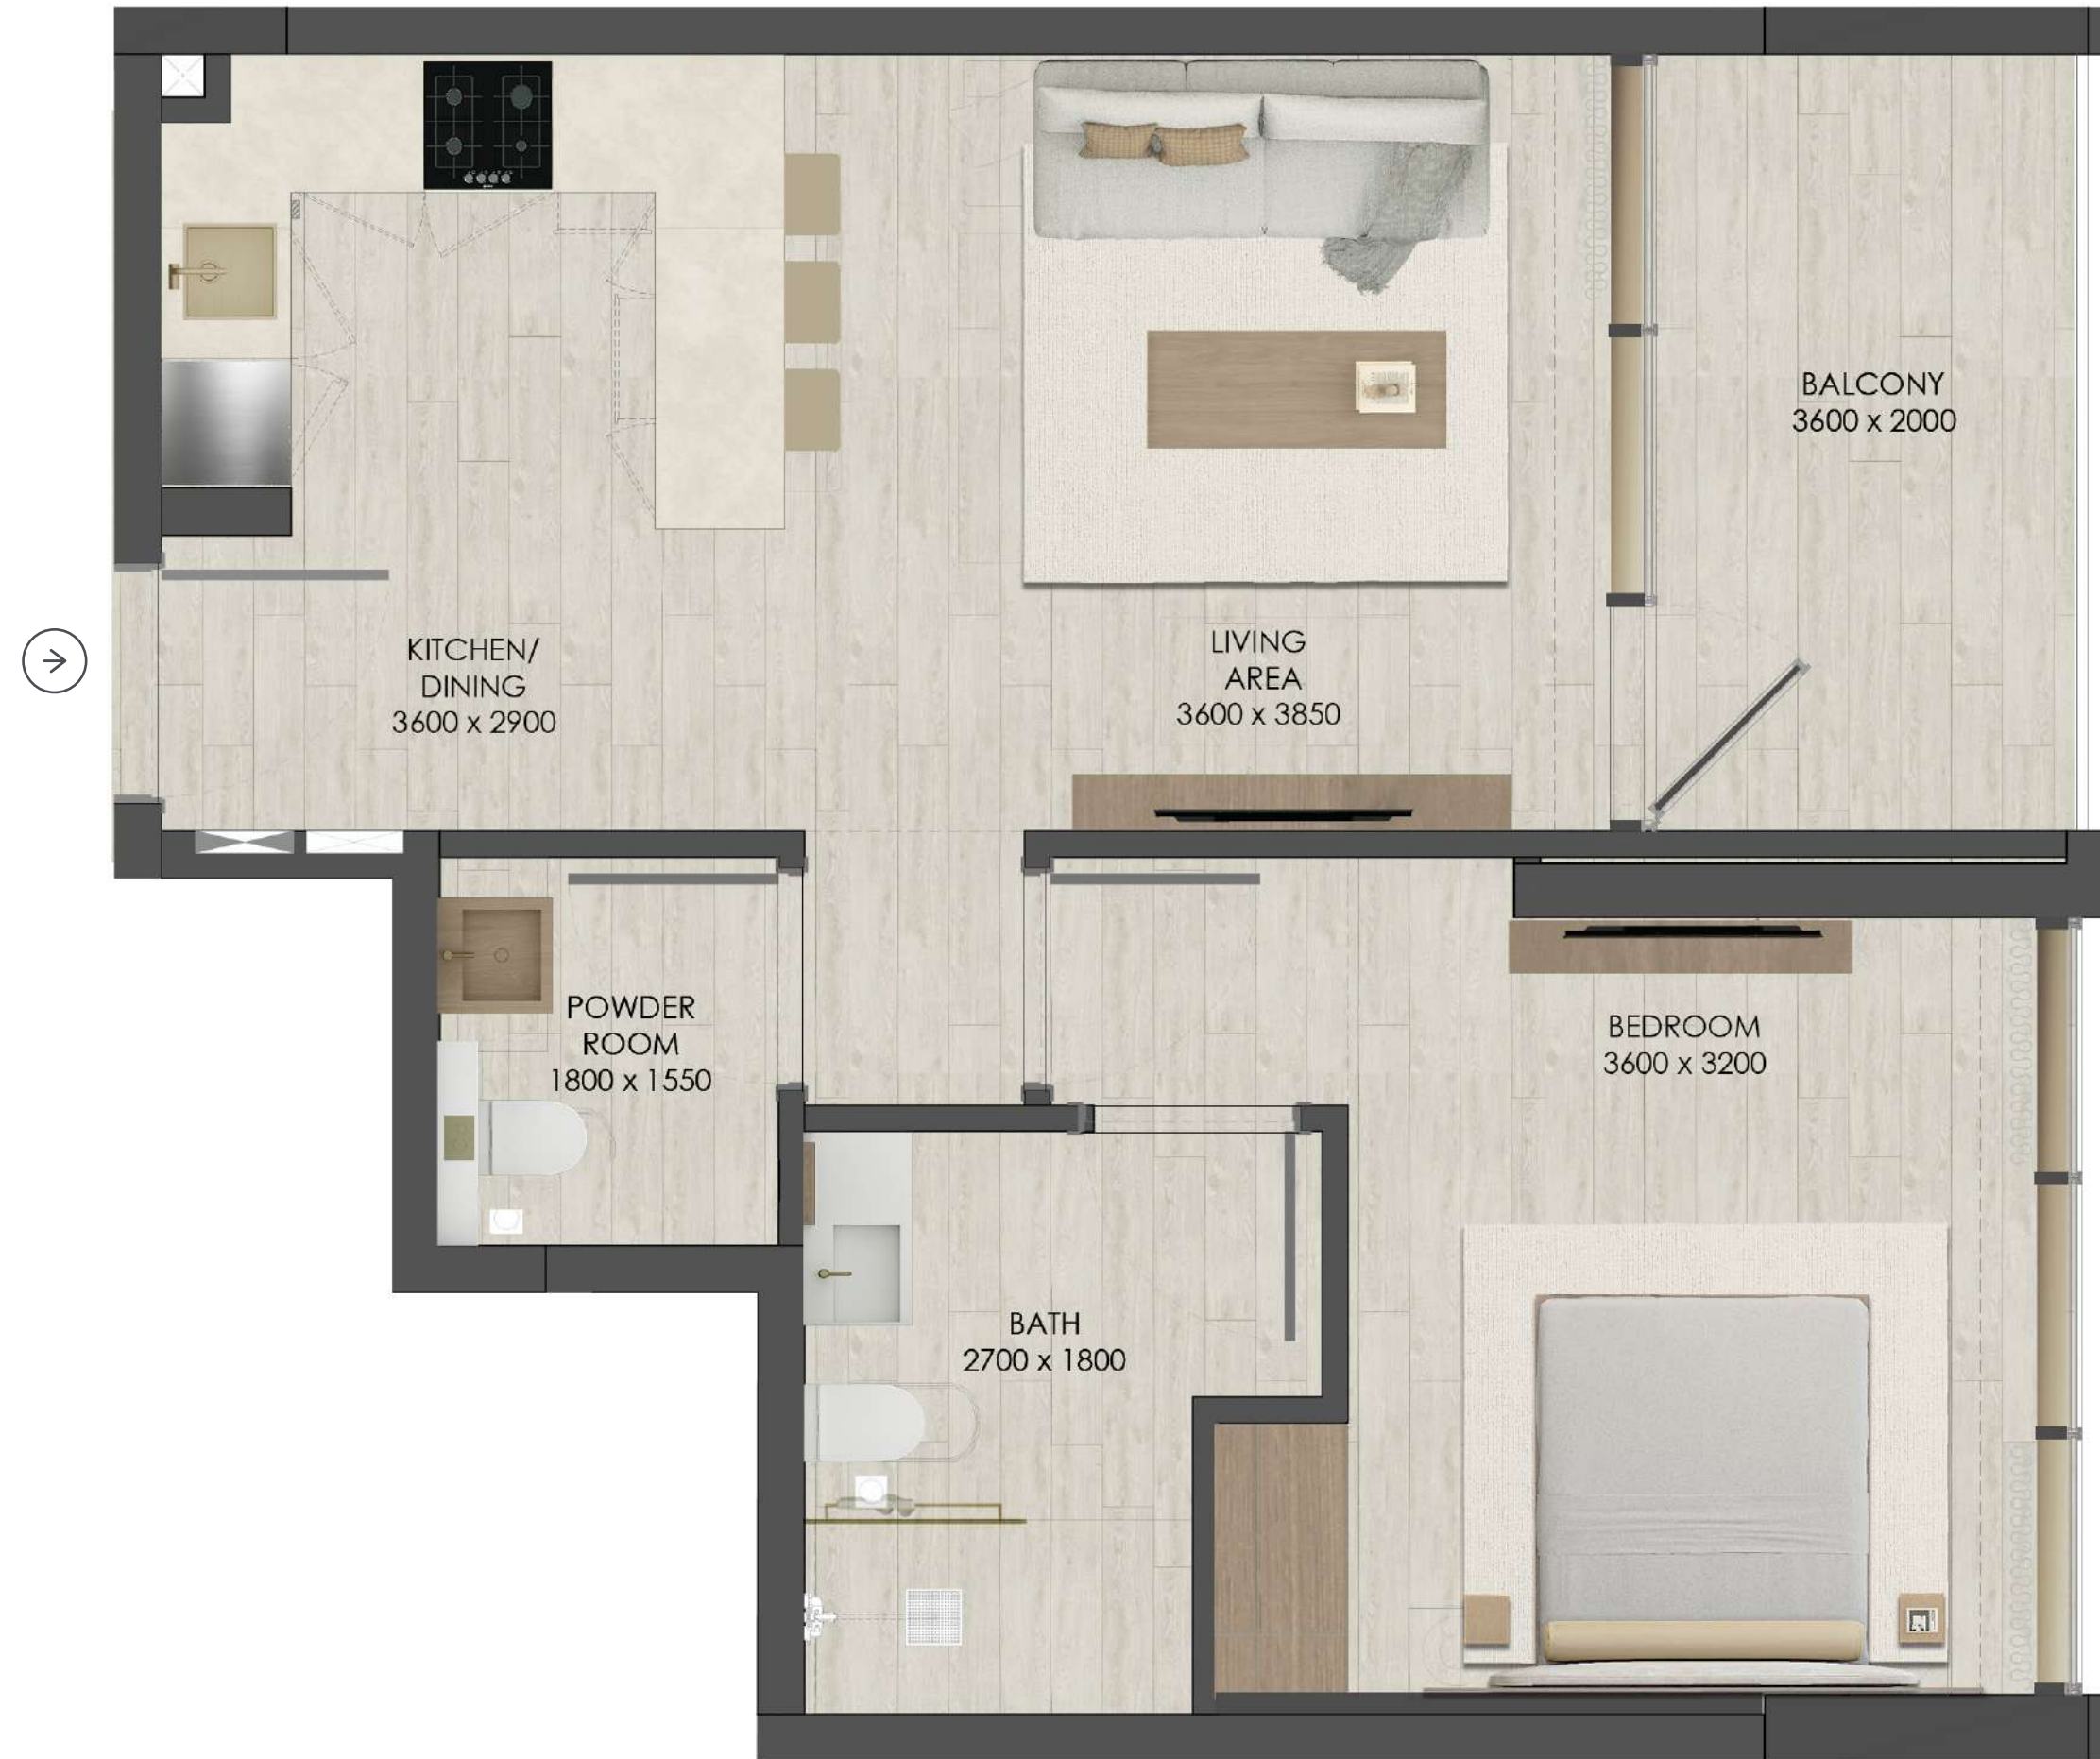 BALCONY
3600 x 2000
KITCHEN/
DINING
3600 x 2900
LIVING
AREA
3600 x 3850
POWDER
ROOM
1800 x 1550
BEDROOM
3600 x 3200
BATH
2700 x 1800